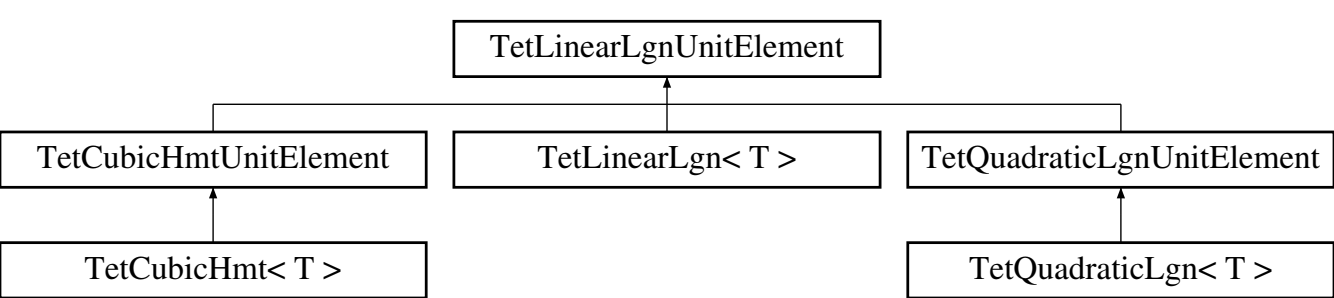 TetLinearLgnUnitElement
TetCubicHmtUnitElement
TetLinearLgn< T >
TetQuadraticLgnUnitElement
TetCubicHmt< T >
TetQuadraticLgn< T >